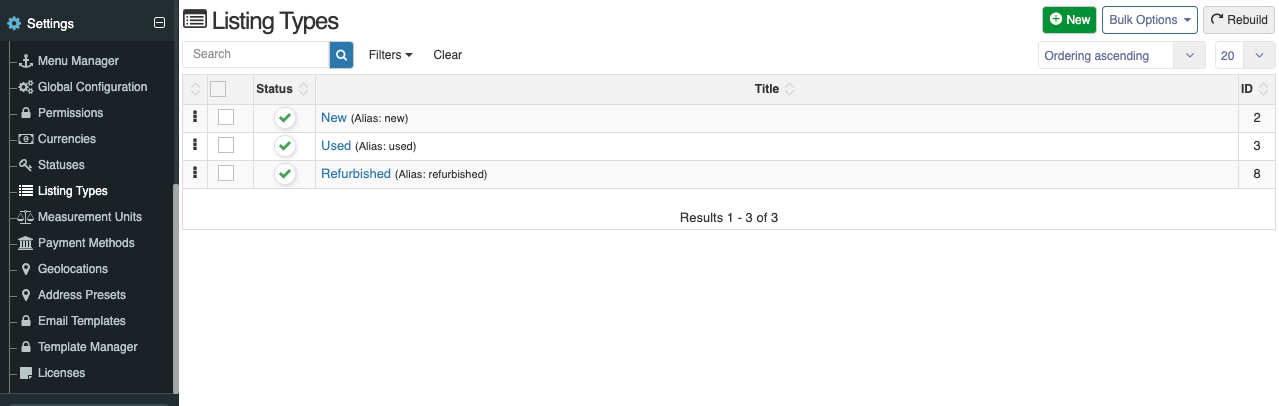 Settings
Menu Manager
Global Configuration
Permissions
Currencies
Statuses
Listing Types
Measurement Units
Payment Methods
Geolocations
Address Presets
Email Templates
Template Manager
Licenses
Listing Types
New Bulk Options Rebuild
Search Filters Clear Ordering ascending 20
Status Title ID
New (Alias: new) 2
Used (Alias: used) 3
Refurbished (Alias: refurbished) 8
Results 1 - 3 of 3